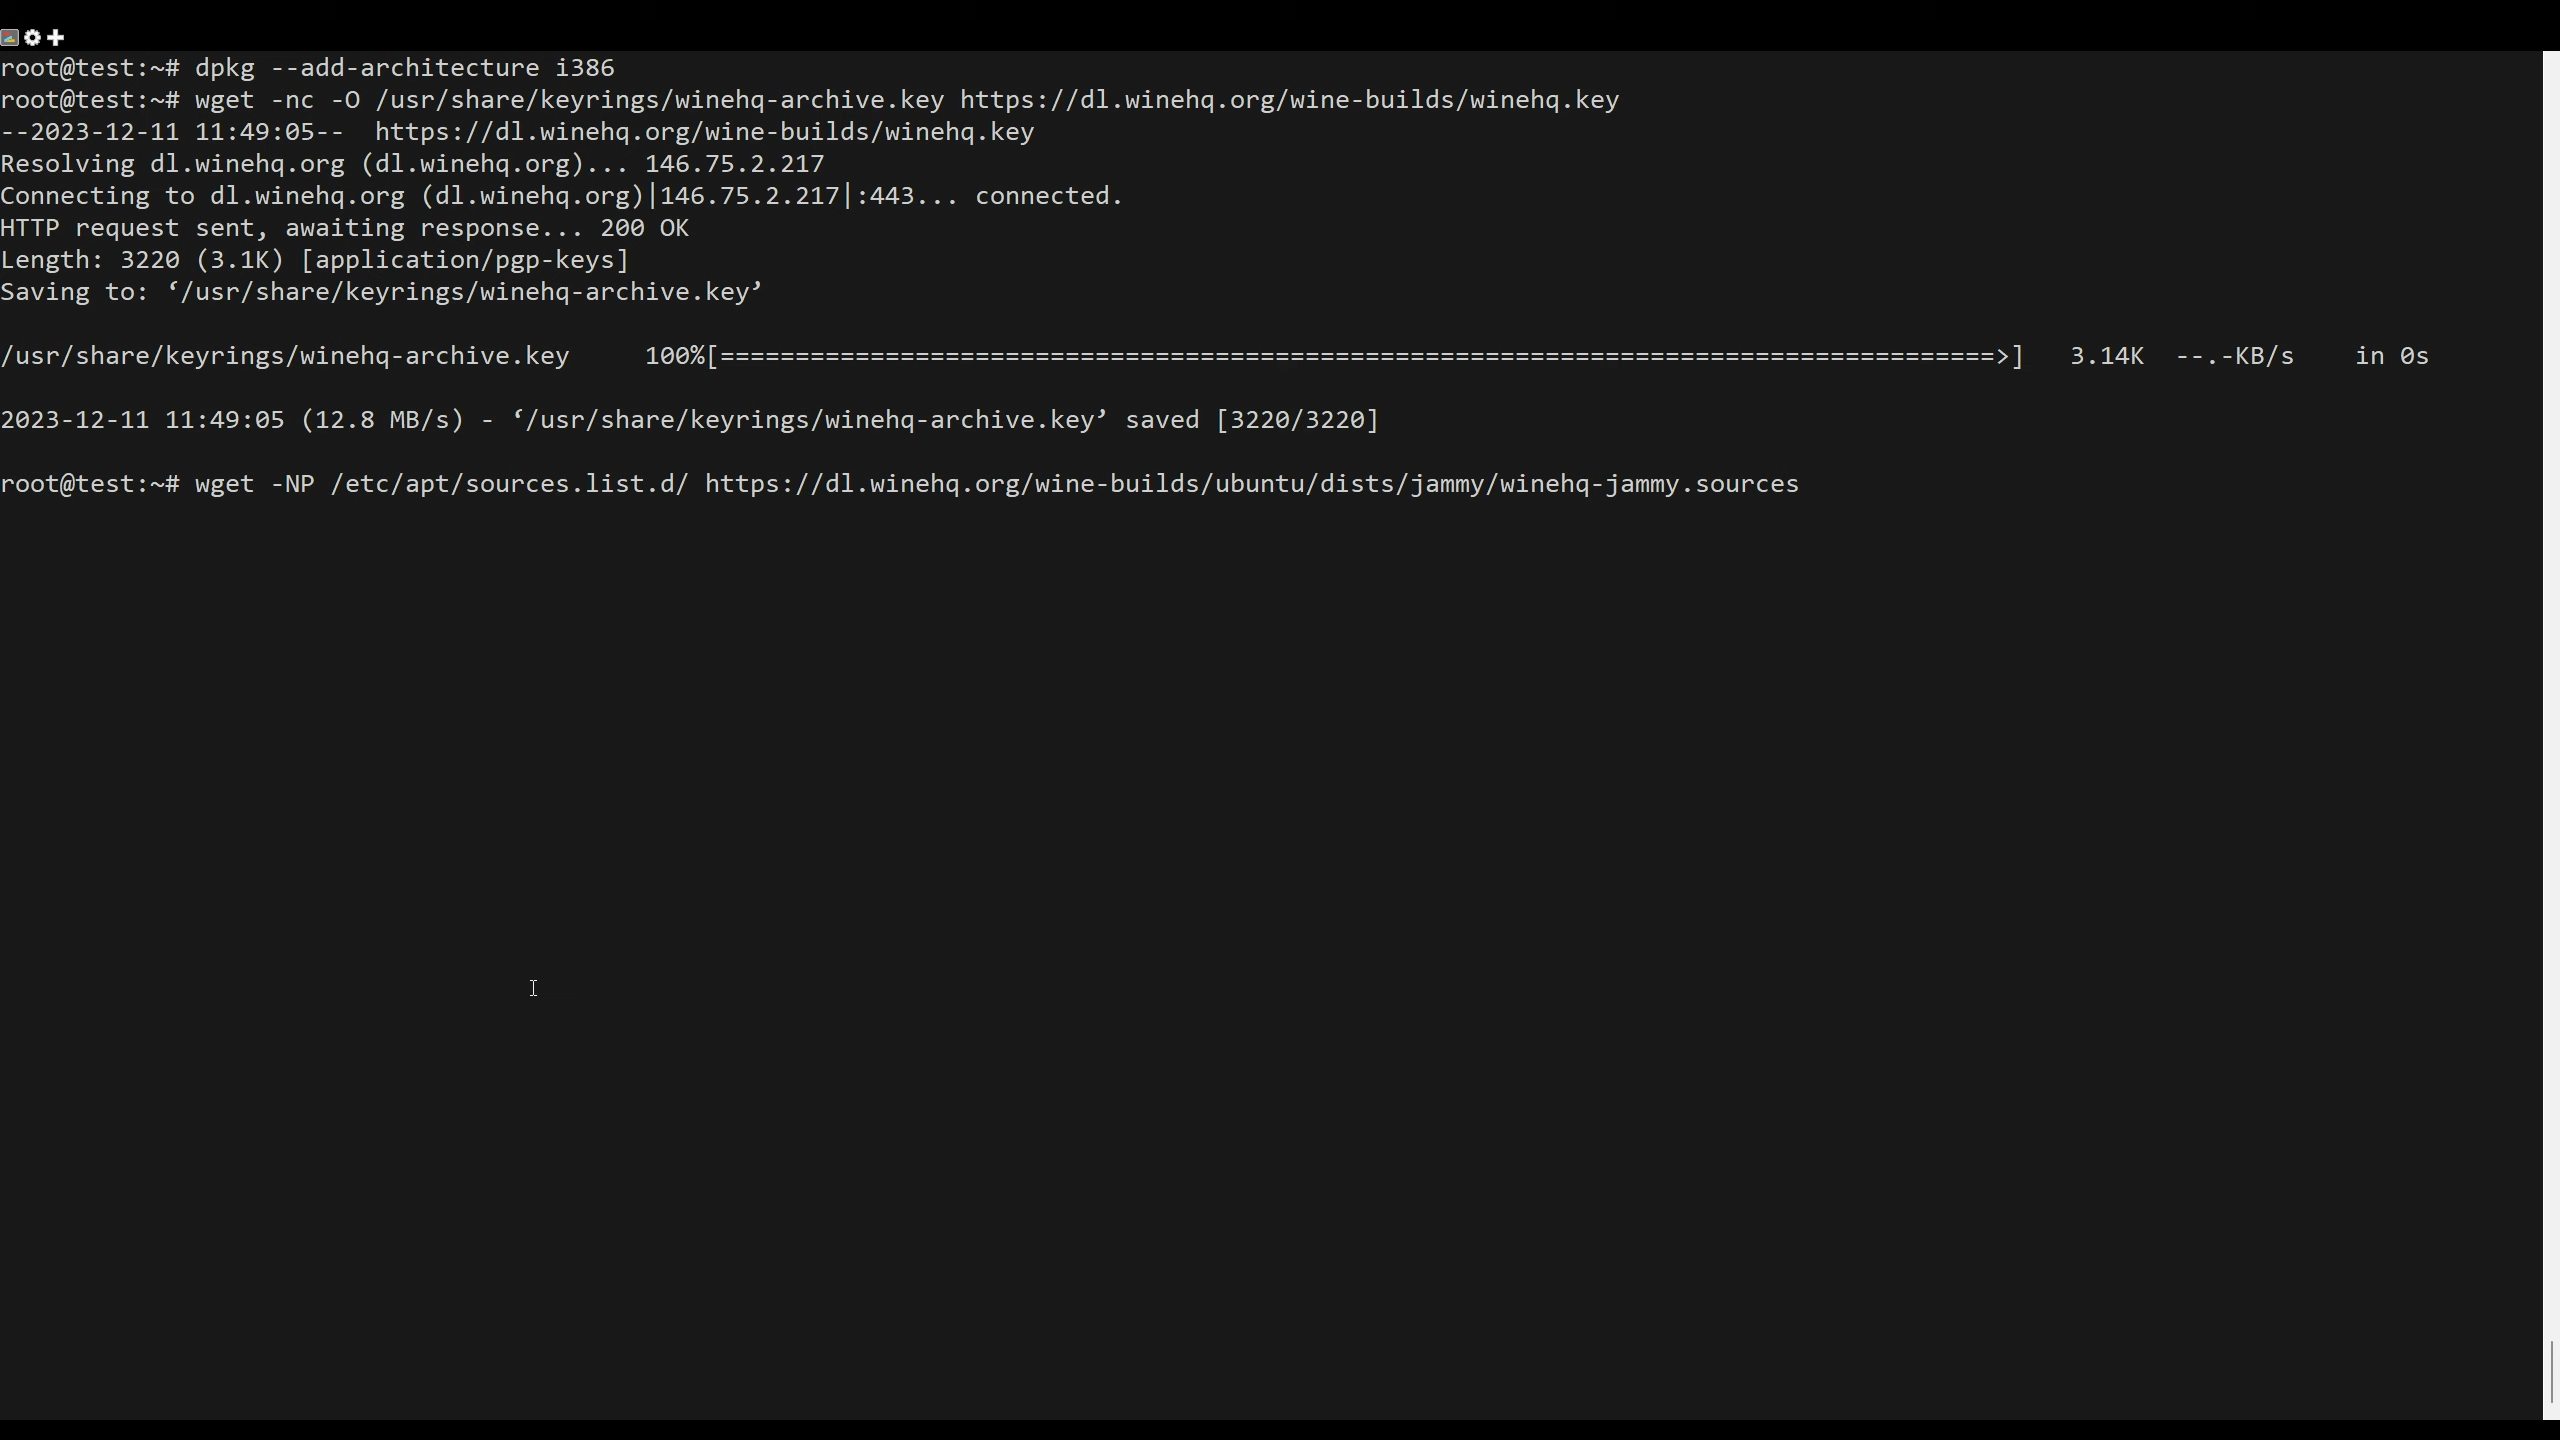 root@test:~# dpkg --add-architecture i386
root@test:~# wget -nc -O /usr/share/keyrings/winehq-archive.key https://dl.winehq.org/wine-builds/winehq.key
--2023-12-11 11:49:05--  https://dl.winehq.org/wine-builds/winehq.key
Resolving dl.winehq.org (dl.winehq.org)... 146.75.2.217
Connecting to dl.winehq.org (dl.winehq.org)|146.75.2.217|:443... connected.
HTTP request sent, awaiting response... 200 OK
Length: 3220 (3.1K) [application/pgp-keys]
Saving to: ‘/usr/share/keyrings/winehq-archive.key’
/usr/share/keyrings/winehq-archive.key     100%[=====================================================================================>]   3.14K  --.-KB/s    in 0s
2023-12-11 11:49:05 (12.8 MB/s) - ‘/usr/share/keyrings/winehq-archive.key’ saved [3220/3220]
root@test:~# wget -NP /etc/apt/sources.list.d/ https://dl.winehq.org/wine-builds/ubuntu/dists/jammy/winehq-jammy.sources